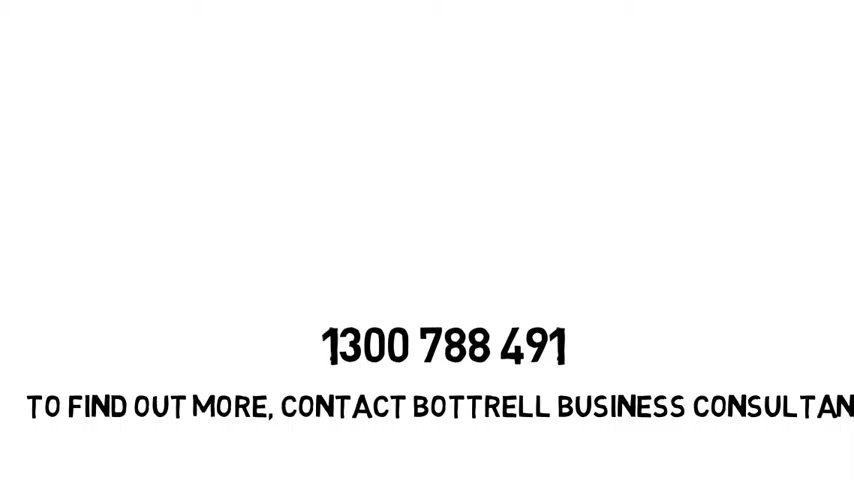 1300 788 491
TO FIND OUT MORE, CONTACT BOTTRELL BUSINESS CONSULTAN